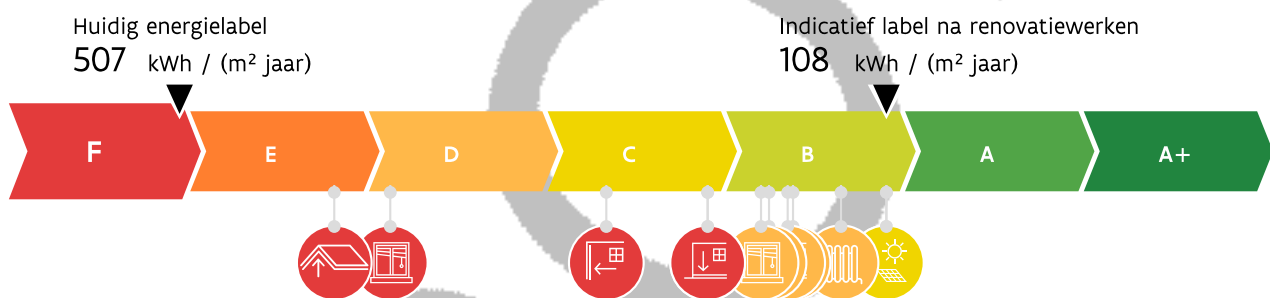 Huidig energielabel
507 kWh / (m² jaar)
Indicatief label na renovatiewerken
108 kWh / (m² jaar)
F E D C B A A+